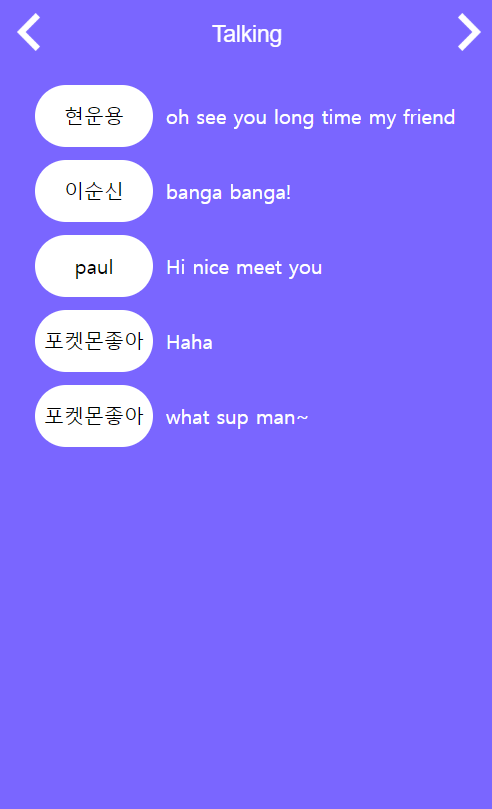 Talking
현운용 oh see you long time my friend
이순신 banga banga!
paul Hi nice meet you
포켓몬좋아 Haha
포켓몬좋아 what sup man~